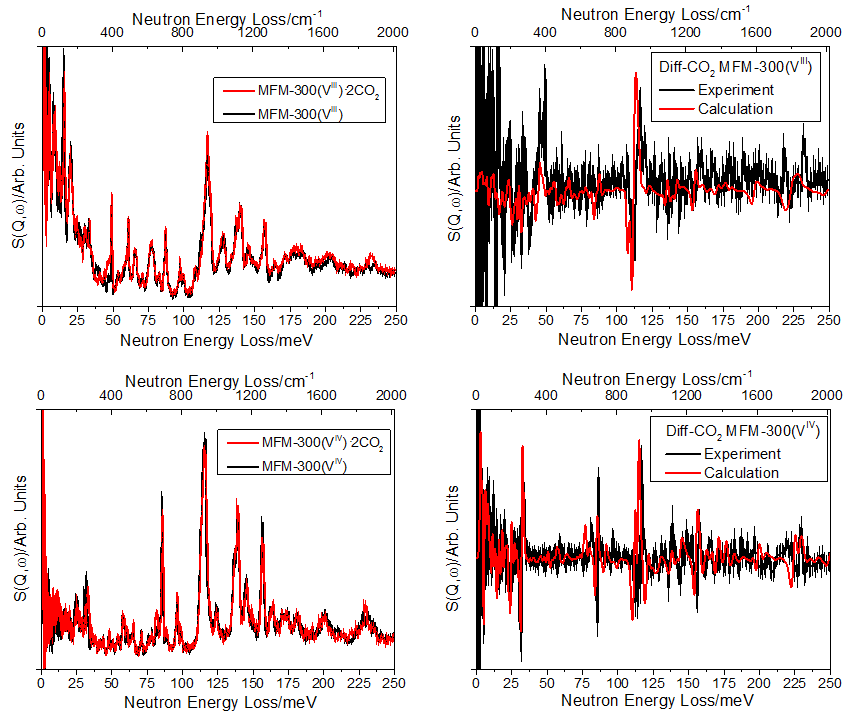 Neutron Energy Loss/cm⁻¹
0 400 800 1200 1600 2000
MFM-300(Vᴵᴵᴵ)·2CO₂
MFM-300(Vᴵᴵᴵ)
S(Q,ω)/Arb. Units
0 25 50 75 100 125 150 175 200 225 250
Neutron Energy Loss/meV
Neutron Energy Loss/cm⁻¹
0 400 800 1200 1600 2000
Diff-CO₂ MFM-300(Vᴵᴵᴵ)
Experiment
Calculation
S(Q,ω)/Arb. Units
0 25 50 75 100 125 150 175 200 225 250
Neutron Energy Loss/meV
Neutron Energy Loss/cm⁻¹
0 400 800 1200 1600 2000
MFM-300(Vᴵⱽ)·2CO₂
MFM-300(Vᴵⱽ)
S(Q,ω)/Arb. Units
0 25 50 75 100 125 150 175 200 225 250
Neutron Energy Loss/meV
Neutron Energy Loss/cm⁻¹
0 400 800 1200 1600 2000
Diff-CO₂ MFM-300(Vᴵⱽ)
Experiment
Calculation
S(Q,ω)/Arb. Units
0 25 50 75 100 125 150 175 200 225 250
Neutron Energy Loss/meV